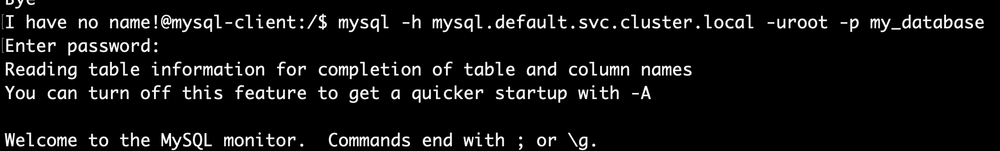 Bye
I have no name!@mysql-client:/$ mysql -h mysql.default.svc.cluster.local -uroot -p my_database
Enter password:
Reading table information for completion of table and column names
You can turn off this feature to get a quicker startup with -A
Welcome to the MySQL monitor.  Commands end with ; or \g.